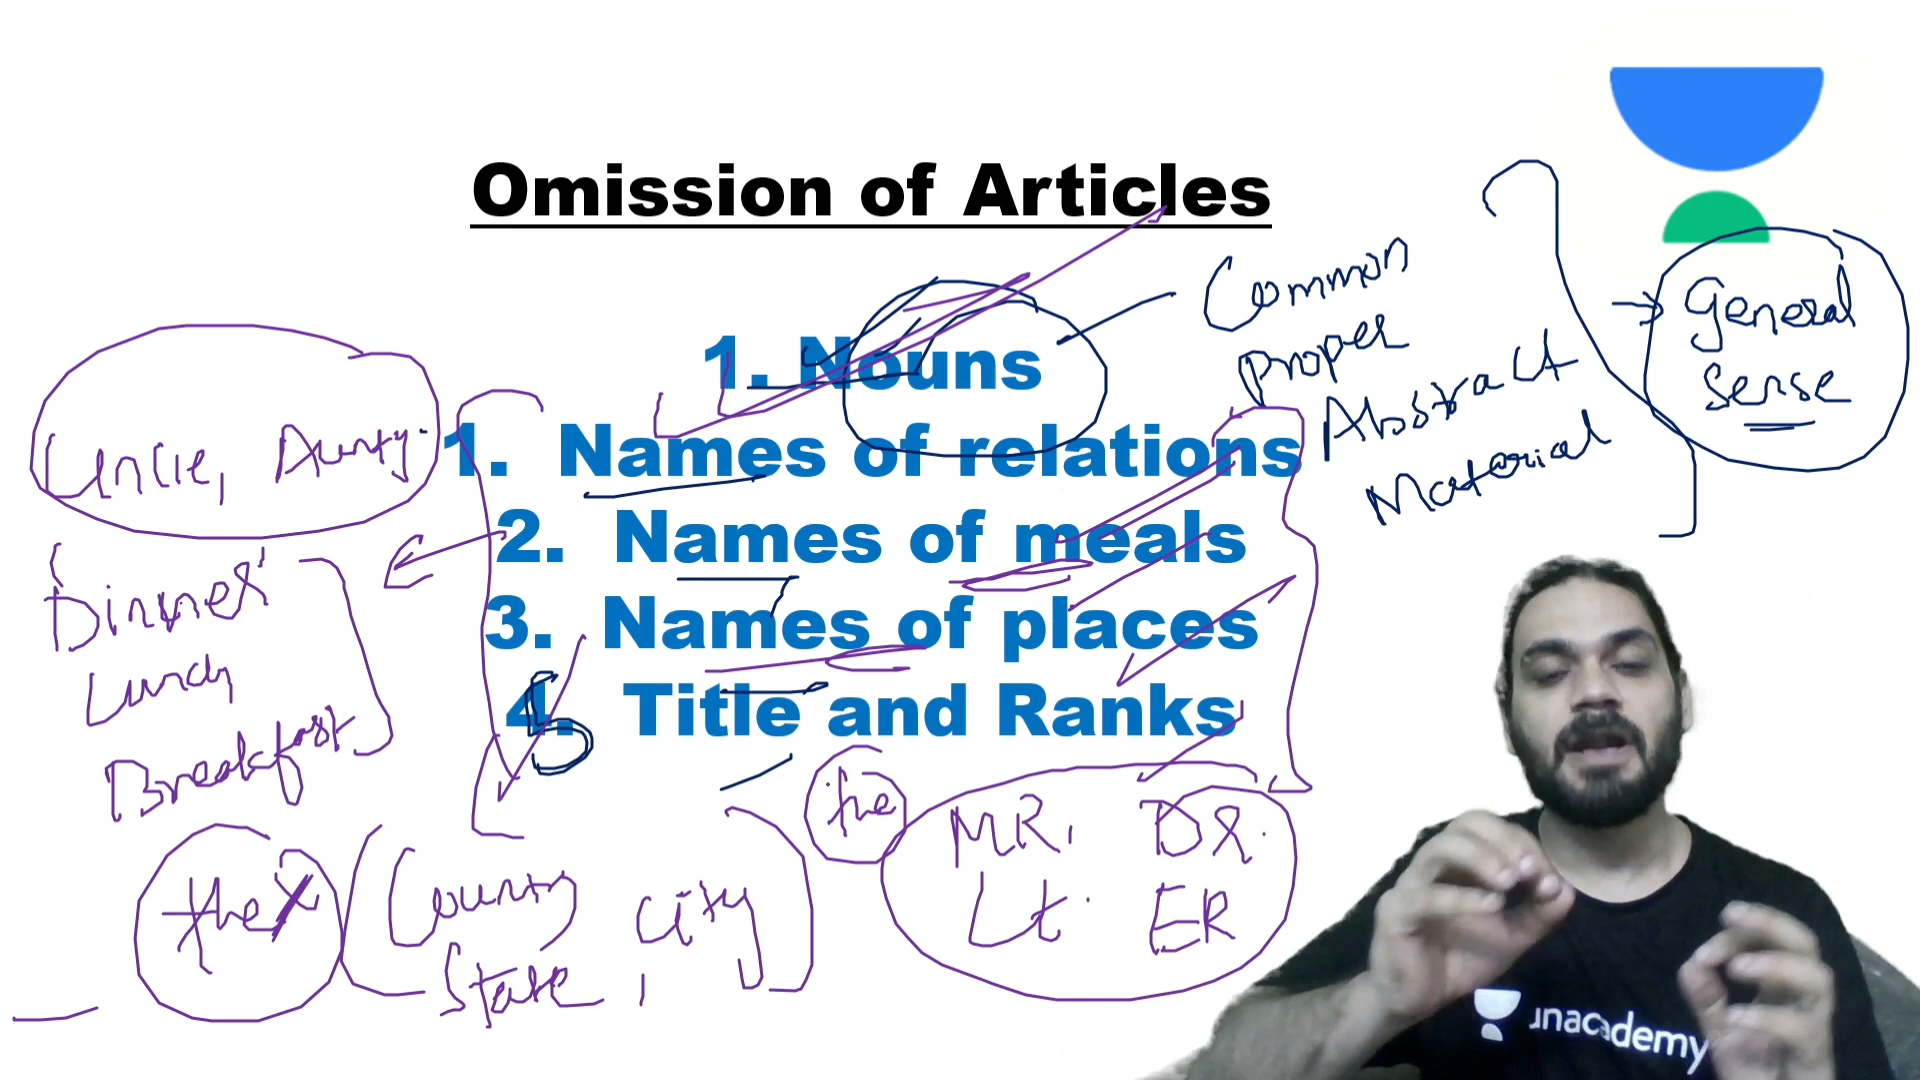 Omission of Articles
1. Nouns
1. Names of relations
2. Names of meals
3. Names of places
4. Title and Ranks
5
Common
Proper
Abstract
Material
General
Sense
Uncle, Aunty.
Dinner
Lunch
Breakfast
the
Country
State, City
the
MR. DR.
Lt. ER
unacademy